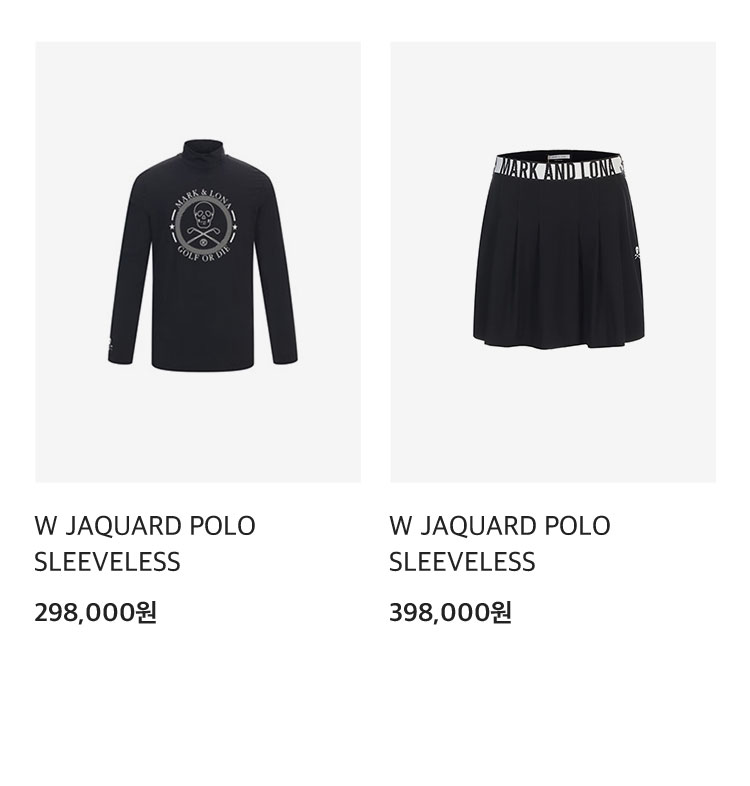 MARK & LONA
GOLF OR DIE
MARK AND LONA
W JAQUARD POLO
SLEEVELESS
298,000원
W JAQUARD POLO
SLEEVELESS
398,000원